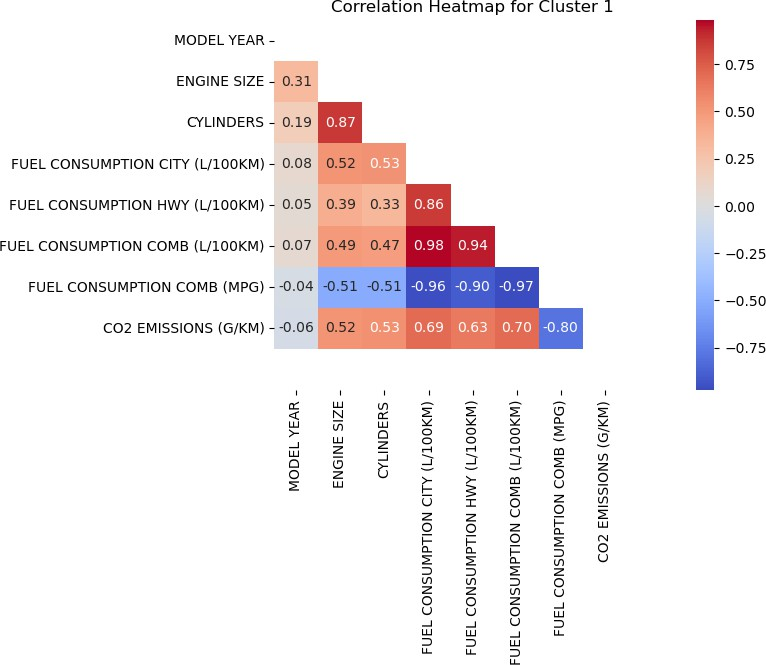 Correlation Heatmap for Cluster 1
MODEL YEAR
ENGINE SIZE 0.31
CYLINDERS 0.19 0.87
FUEL CONSUMPTION CITY (L/100KM) 0.08 0.52 0.53
FUEL CONSUMPTION HWY (L/100KM) 0.05 0.39 0.33 0.86
FUEL CONSUMPTION COMB (L/100KM) 0.07 0.49 0.47 0.98 0.94
FUEL CONSUMPTION COMB (MPG) -0.04 -0.51 -0.51 -0.96 -0.90 -0.97
CO2 EMISSIONS (G/KM) -0.06 0.52 0.53 0.69 0.63 0.70 -0.80
MODEL YEAR
ENGINE SIZE
CYLINDERS
FUEL CONSUMPTION CITY (L/100KM)
FUEL CONSUMPTION HWY (L/100KM)
FUEL CONSUMPTION COMB (L/100KM)
FUEL CONSUMPTION COMB (MPG)
CO2 EMISSIONS (G/KM)
0.75
0.50
0.25
0.00
−0.25
−0.50
−0.75